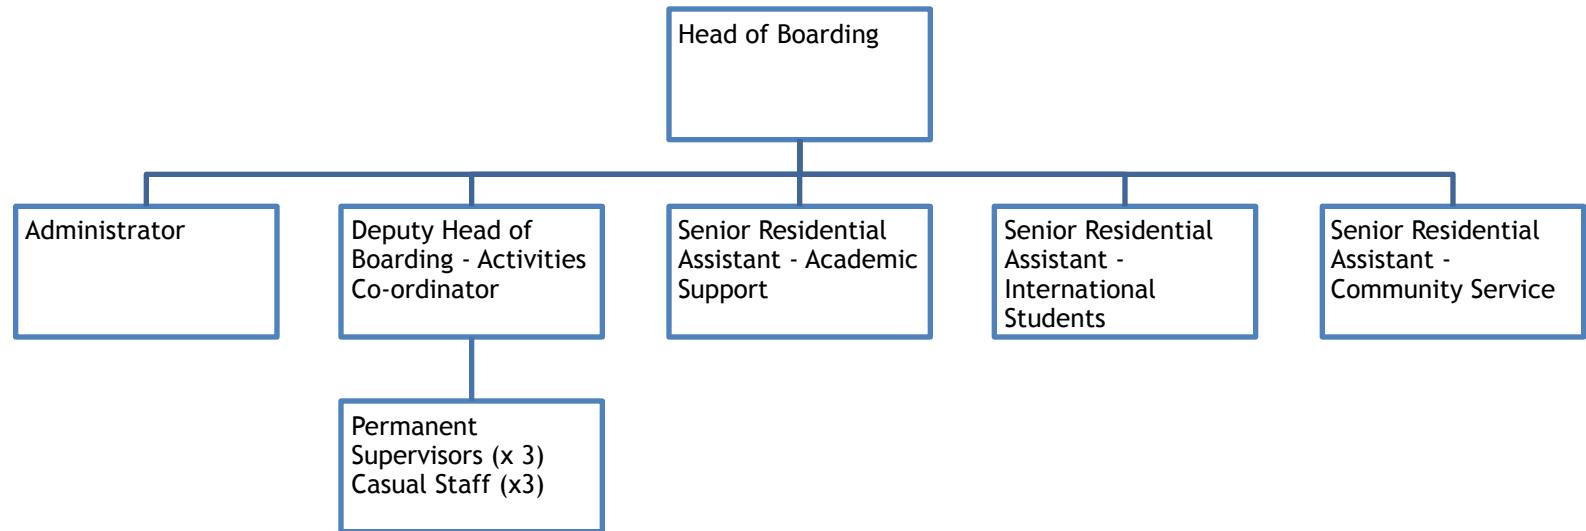 Head of Boarding
Administrator
Deputy Head of
Boarding - Activities
Co-ordinator
Senior Residential
Assistant - Academic
Support
Senior Residential
Assistant -
International
Students
Senior Residential
Assistant -
Community Service
Permanent
Supervisors (x 3)
Casual Staff (x3)